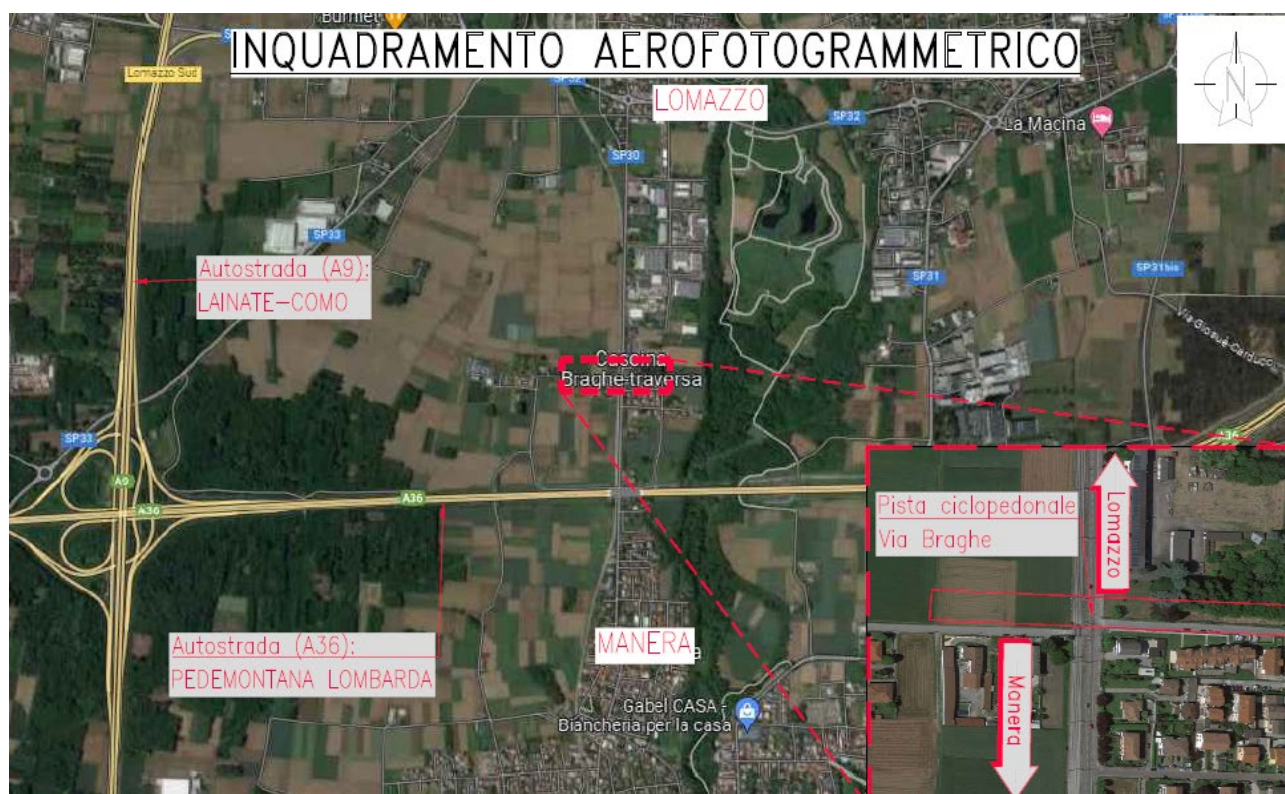 Burmet
INQUADRAMENTO AEROFOTOGRAMMETRICO
N
Lomazzo Sud
SP32
LOMAZZO
SP32
La Macina
SP30
SP33
SP31
SP31bis
Autostrada (A9):
LAINATE-COMO
Via Giosuè Carducci
Cascina
Braghe-traversa
SP33
A9
A36
A36
A36
Pista ciclopedonale
Via Braghe
Lomazzo
Autostrada (A36):
PEDEMONTANA LOMBARDA
MANERA
Manera
Gabel CASA -
Biancheria per la casa